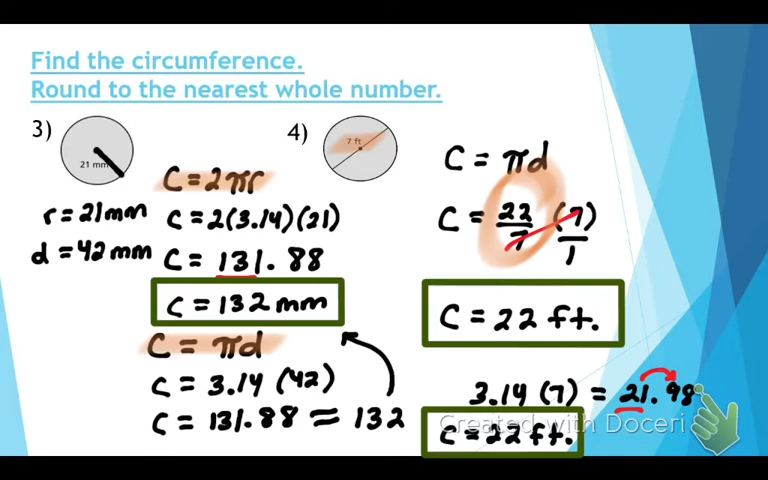 Find the circumference.
Round to the nearest whole number.
3)
21 mm
r = 21mm
d = 42mm
C = 2πr
C = 2(3.14)(21)
C = 131.88
C = 132mm
C = πd
C = 3.14 (42)
C = 131.88 ≈ 132
4)
7 ft
C = πd
C = 22/7 (7)/1
C = 22 ft.
3.14 (7) = 21.98
C = 22 ft.
Created with Doceri